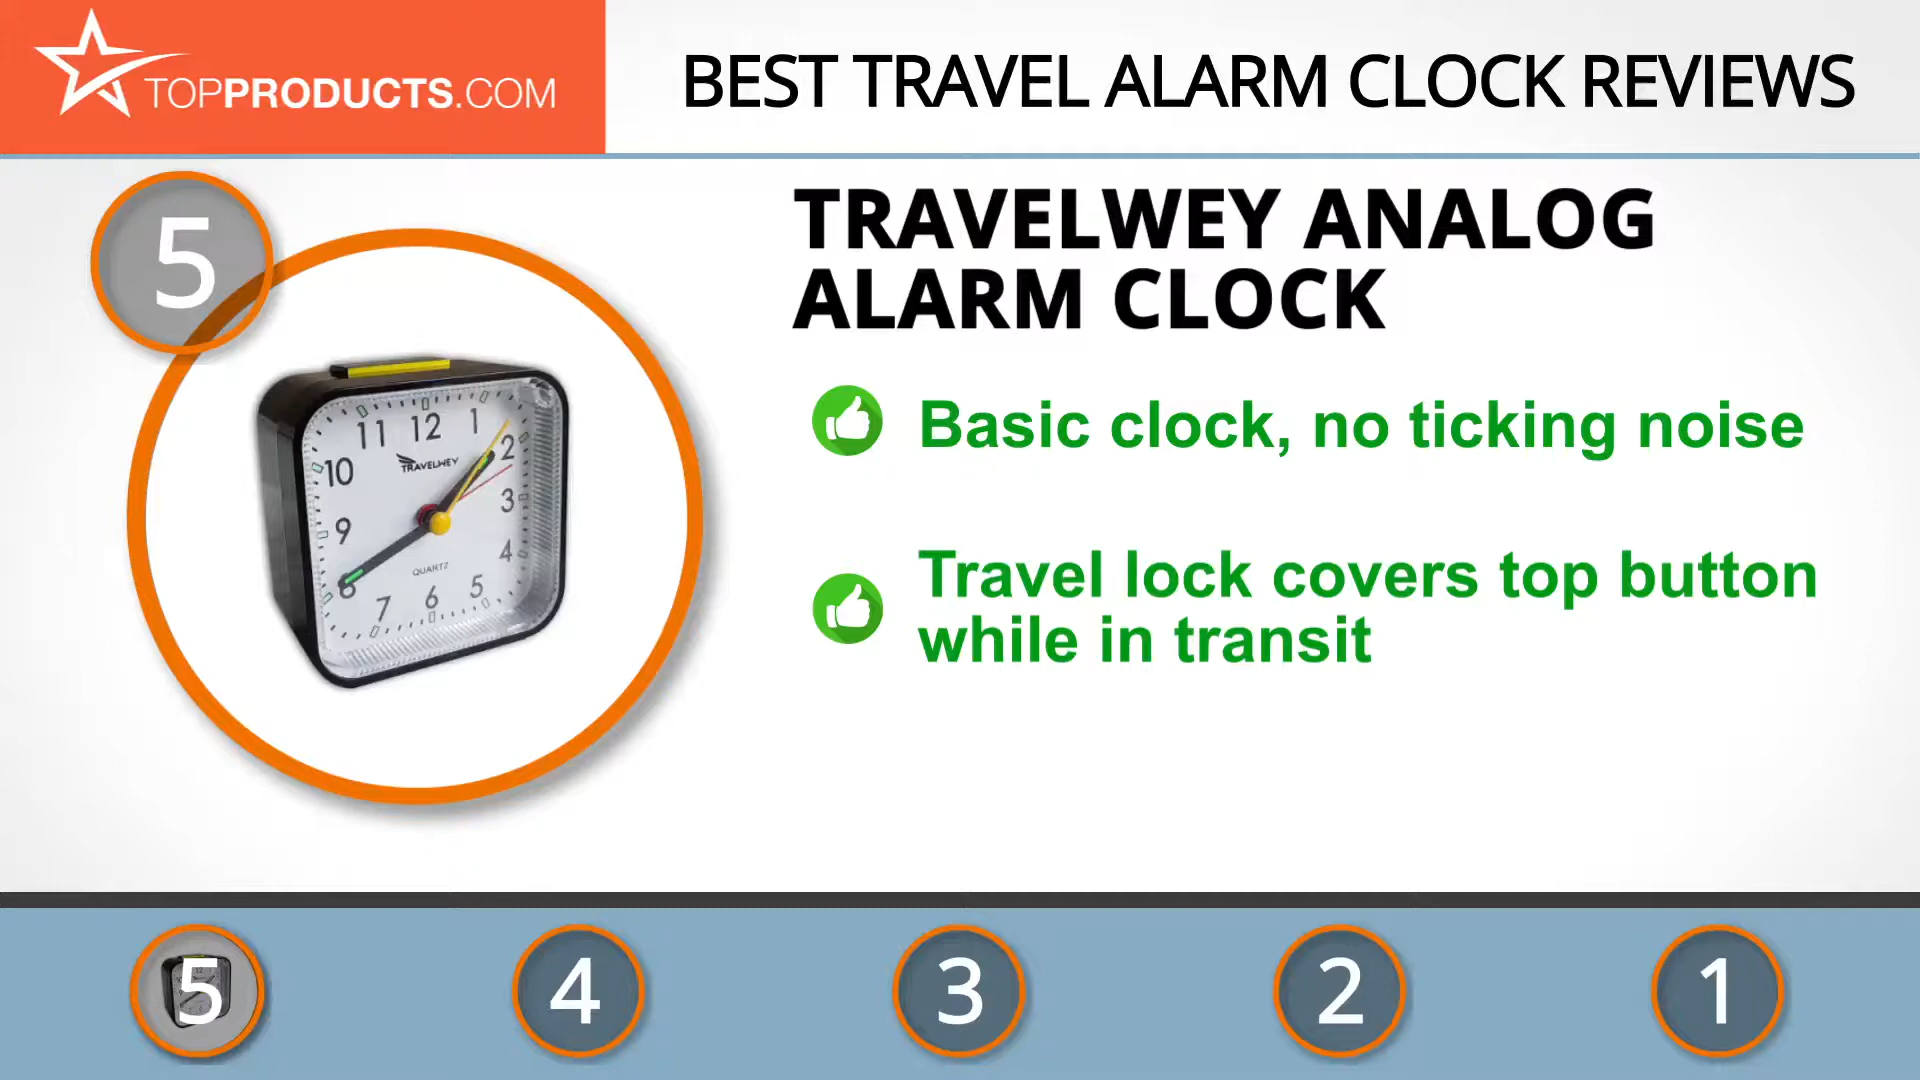 TOPPRODUCTS.COM
BEST TRAVEL ALARM CLOCK REVIEWS
5
TRAVELWEY ANALOG
ALARM CLOCK
Basic clock, no ticking noise
Travel lock covers top button
while in transit
11 12 1
10 2
TRAVELWEY
9 3
8 4
QUARTZ
7 6 5
5 4 3 2 1